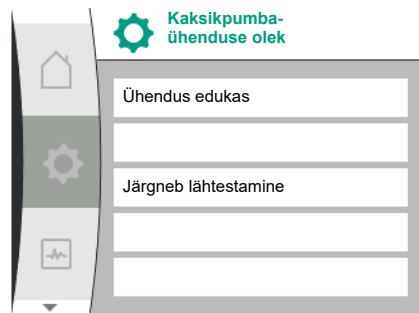 Kaksikpumba-
ühenduse olek
Ühendus edukas
Järgneb lähtestamine